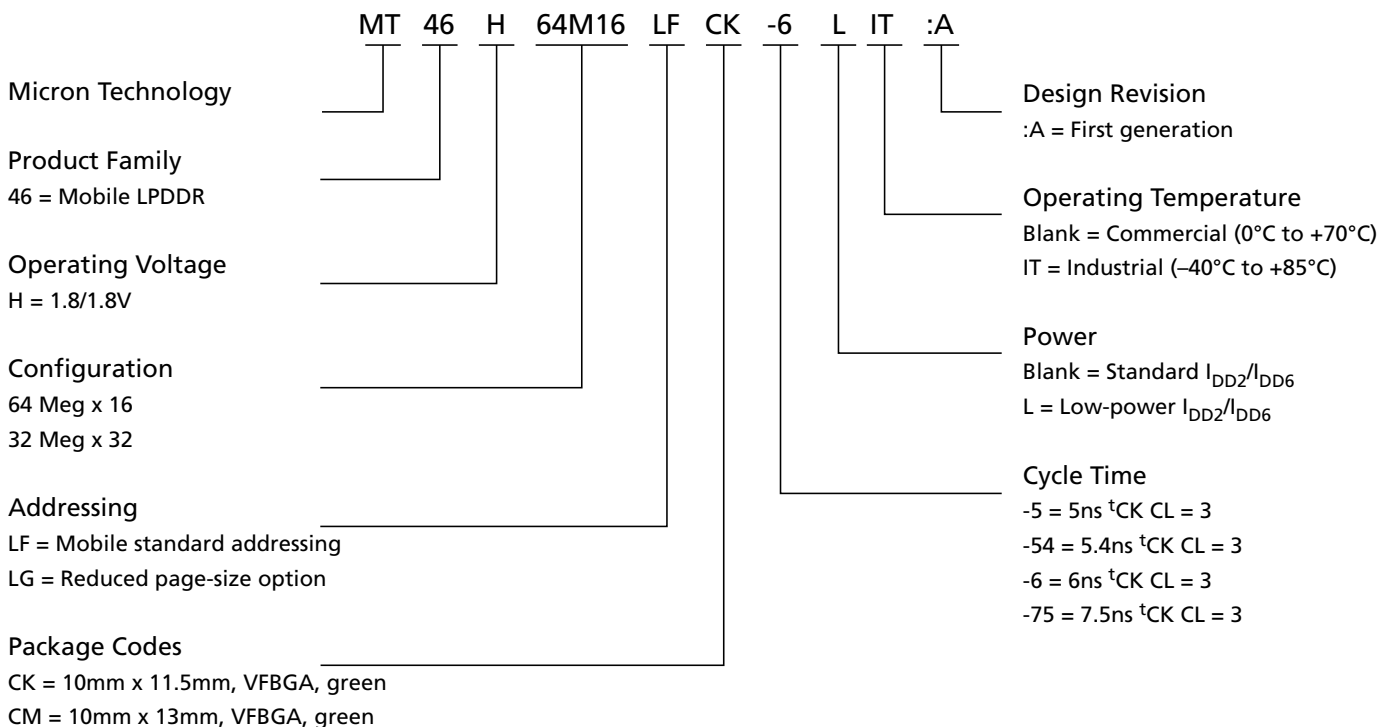 MT 46 H 64M16 LF CK -6 L IT :A
Micron Technology
Product Family
46 = Mobile LPDDR
Operating Voltage
H = 1.8/1.8V
Configuration
64 Meg x 16
32 Meg x 32
Addressing
LF = Mobile standard addressing
LG = Reduced page-size option
Package Codes
CK = 10mm x 11.5mm, VFBGA, green
CM = 10mm x 13mm, VFBGA, green
Design Revision
:A = First generation
Operating Temperature
Blank = Commercial (0°C to +70°C)
IT = Industrial (–40°C to +85°C)
Power
Blank = Standard IDD2/IDD6
L = Low-power IDD2/IDD6
Cycle Time
-5 = 5ns tCK CL = 3
-54 = 5.4ns tCK CL = 3
-6 = 6ns tCK CL = 3
-75 = 7.5ns tCK CL = 3